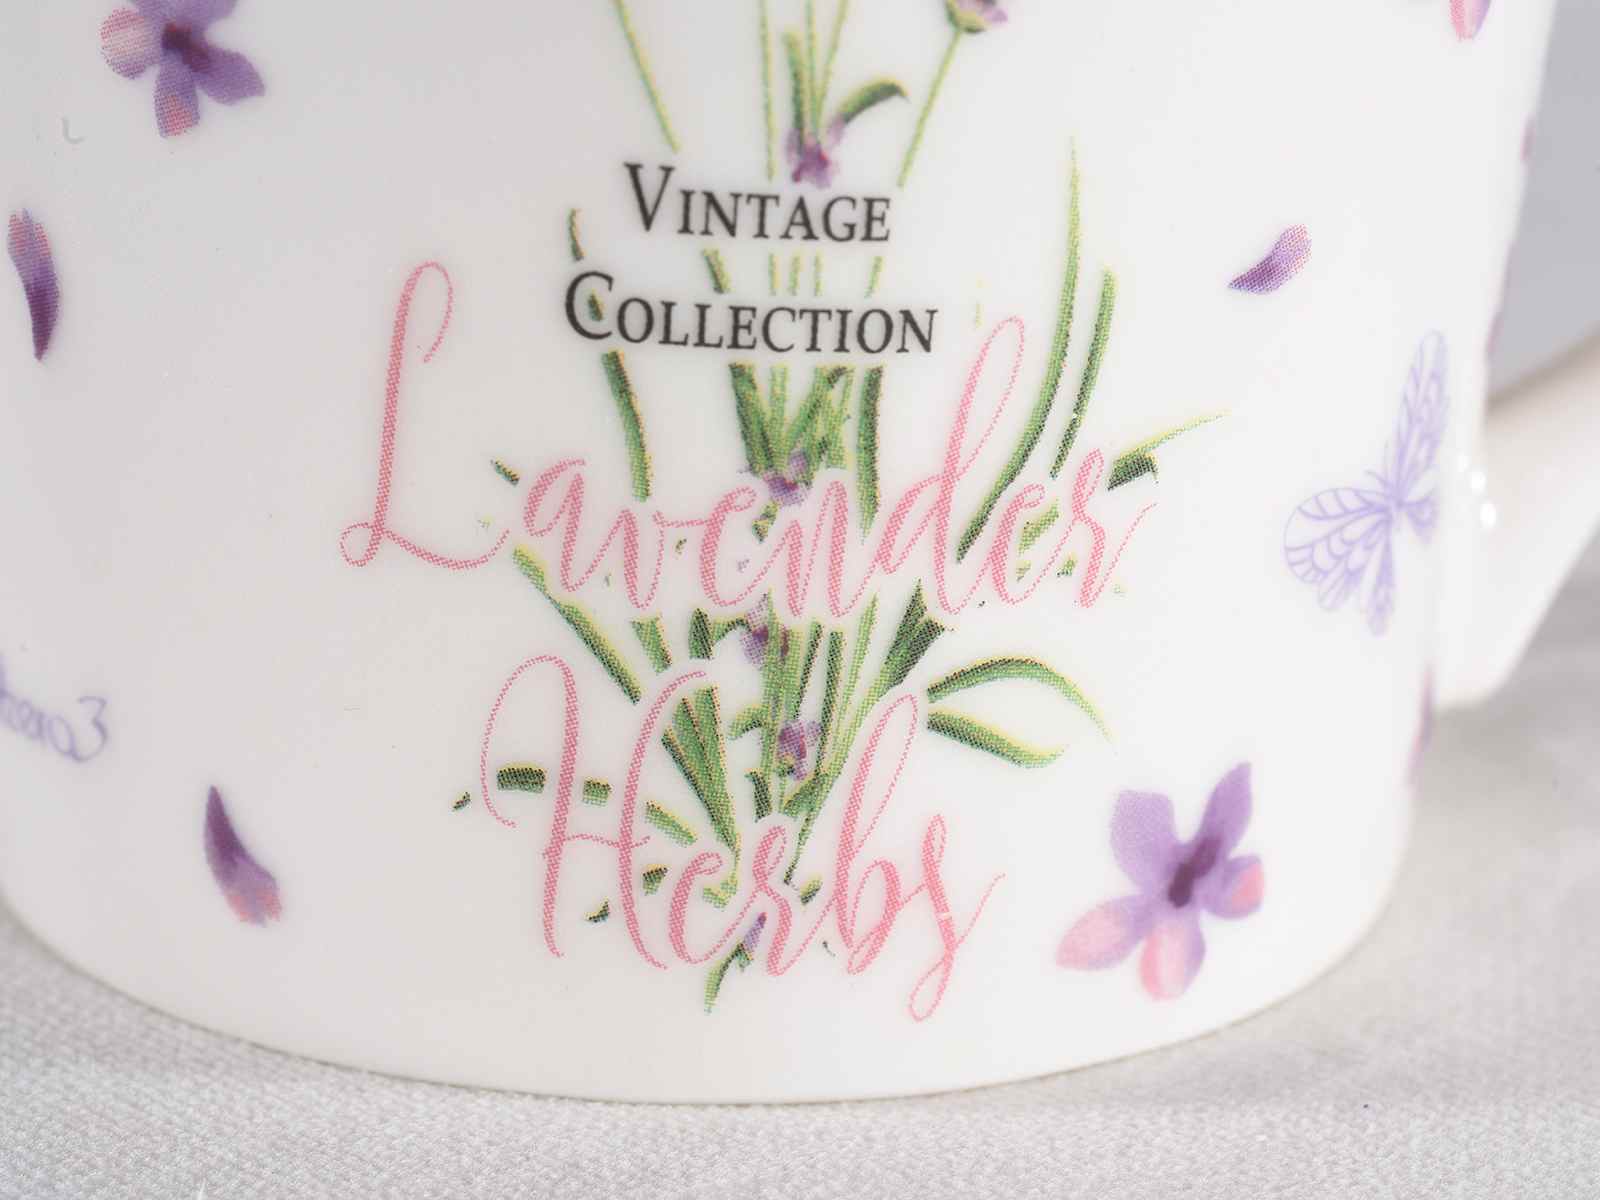 VINTAGE
COLLECTION
Lavender
Herbs